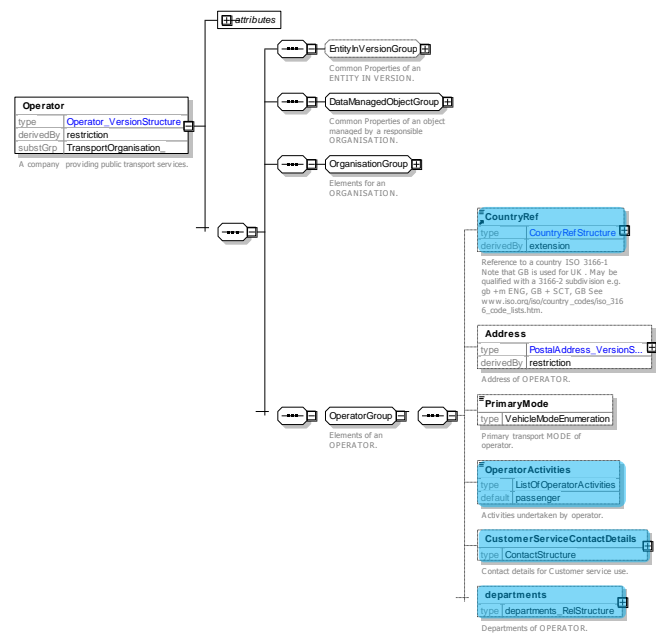 attributes
EntityInVersionGroup
Common Properties of an
ENTITY IN VERSION.
Operator
type Operator_VersionStructure
derivedBy restriction
substGrp TransportOrganisation_
A company providing public transport services.
DataManagedObjectGroup
Common Properties of an object
managed by a responsible
ORGANISATION.
OrganisationGroup
Elements for an
ORGANISATION.
CountryRef
type CountryRefStructure
derivedBy extension
Reference to a country ISO 3166-1
Note that GB is used for UK . May be
qualified with a 3166-2 subdivision e.g.
gb +m ENG, GB + SCT, GB See
www.iso.org/iso/country_codes/iso_316
6_code_lists.htm.
Address
type PostalAddress_VersionS...
derivedBy restriction
Address of OPERATOR.
OperatorGroup
Elements of an
OPERATOR.
PrimaryMode
type VehicleModeEnumeration
Primary transport MODE of
operator.
OperatorActivities
type ListOfOperatorActivities
default passenger
Activities undertaken by operator.
CustomerServiceContactDetails
type ContactStructure
Contact details for Customer service use.
departments
type departments_RelStructure
Departments of OPERATOR.